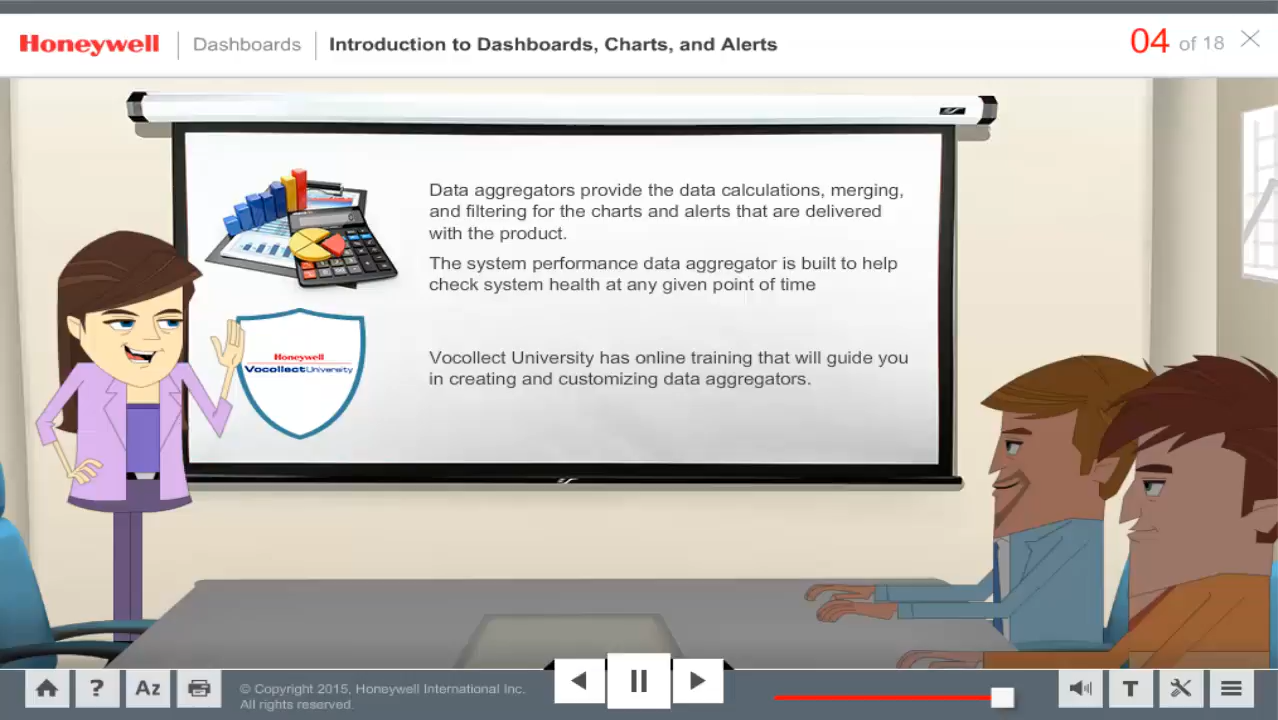 Honeywell
Dashboards
Introduction to Dashboards, Charts, and Alerts
04 of 18
Data aggregators provide the data calculations, merging,
and filtering for the charts and alerts that are delivered
with the product.
The system performance data aggregator is built to help
check system health at any given point of time
Honeywell
VocollectUniversity
Vocollect University has online training that will guide you
in creating and customizing data aggregators.
?
Az
© Copyright 2015, Honeywell International Inc.
All rights reserved.
T